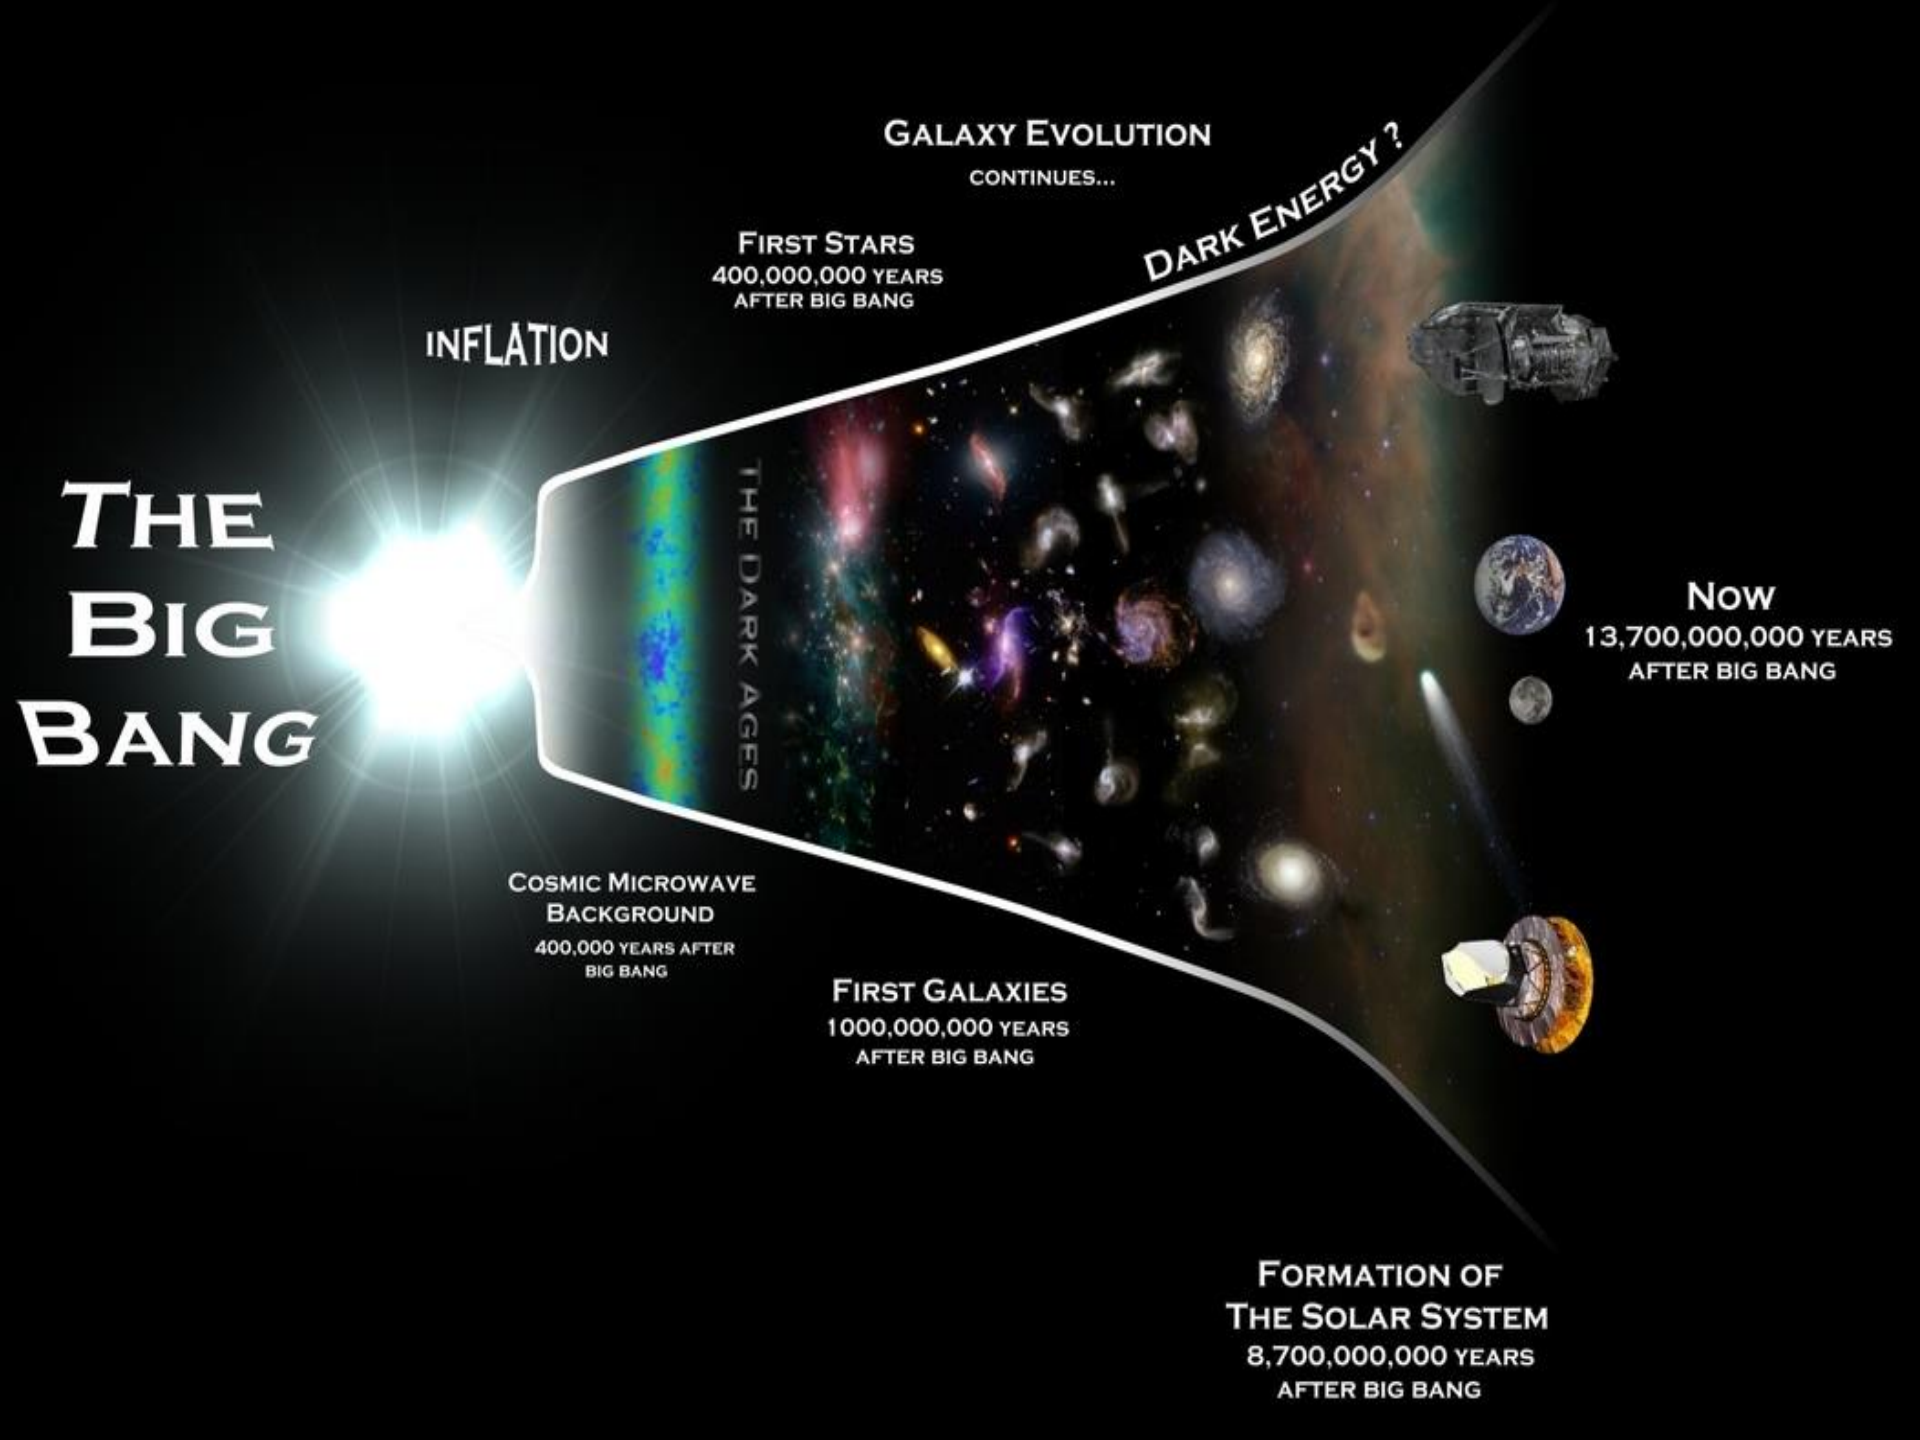 THE
BIG
BANG
INFLATION
FIRST STARS
400,000,000 YEARS
AFTER BIG BANG
GALAXY EVOLUTION
CONTINUES...
DARK ENERGY ?
THE DARK AGES
COSMIC MICROWAVE
BACKGROUND
400,000 YEARS AFTER
BIG BANG
FIRST GALAXIES
1000,000,000 YEARS
AFTER BIG BANG
NOW
13,700,000,000 YEARS
AFTER BIG BANG
FORMATION OF
THE SOLAR SYSTEM
8,700,000,000 YEARS
AFTER BIG BANG